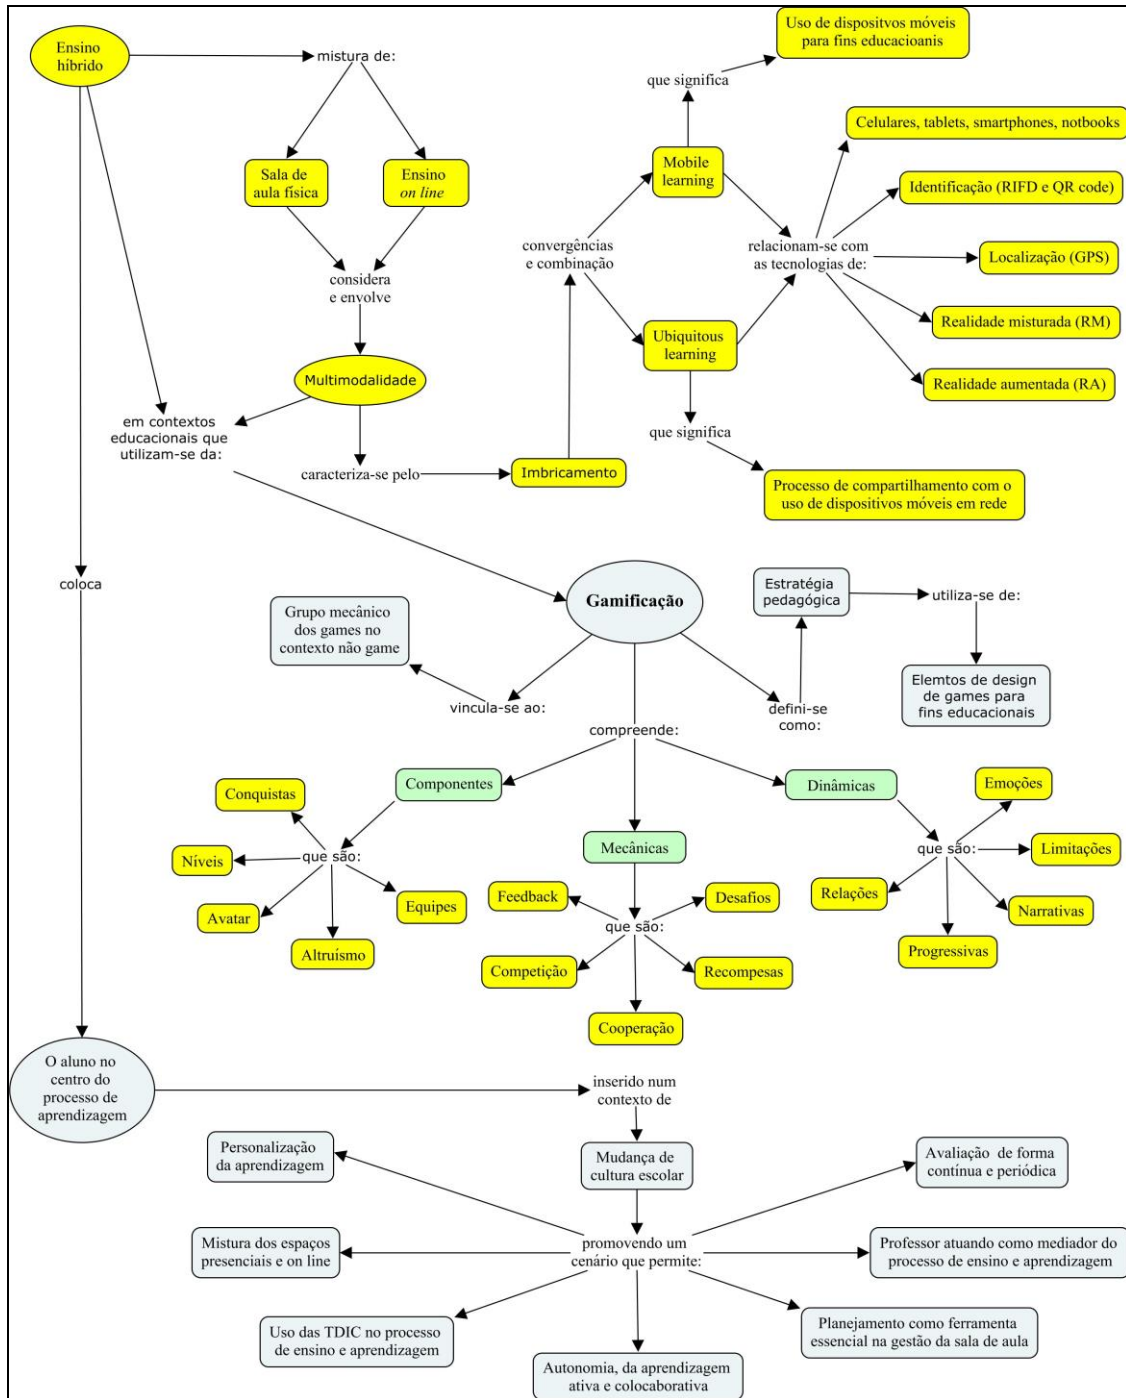 Ensino
híbrido
mistura de:
Sala de
aula física
Ensino
on line
considera
e envolve
Multimodalidade
em contextos
educacionais que
utilizam-se da:
caracteriza-se pelo
Imbricamento
convergências
e combinação
Mobile
learning
que significa
Uso de dispositvos móveis
para fins educacioanis
Ubiquitous
learning
que significa
Processo de compartilhamento com o
uso de dispositivos móveis em rede
relacionam-se com
as tecnologias de:
Celulares, tablets, smartphones, notbooks
Identificação (RIFD e QR code)
Localização (GPS)
Realidade misturada (RM)
Realidade aumentada (RA)
coloca
Gamificação
Grupo mecânico
dos games no
contexto não game
vincula-se ao:
Estratégia
pedagógica
utiliza-se de:
Elemtos de design
de games para
fins educacionais
defini-se
como:
compreende:
Componentes
que são:
Conquistas
Níveis
Avatar
Altruísmo
Equipes
Mecânicas
que são:
Feedback
Desafios
Competição
Recompesas
Cooperação
Dinâmicas
que são:
Emoções
Limitações
Relações
Narrativas
Progressivas
O aluno no
centro do
processo de
aprendizagem
inserido num
contexto de
Mudança de
cultura escolar
promovendo um
cenário que permite:
Personalização
da aprendizagem
Avaliação de forma
contínua e periódica
Mistura dos espaços
presenciais e on line
Professor atuando como mediador do
processo de ensino e aprendizagem
Uso das TDIC no processo
de ensino e aprendizagem
Autonomia, da aprendizagem
ativa e colocaborativa
Planejamento como ferramenta
essencial na gestão da sala de aula